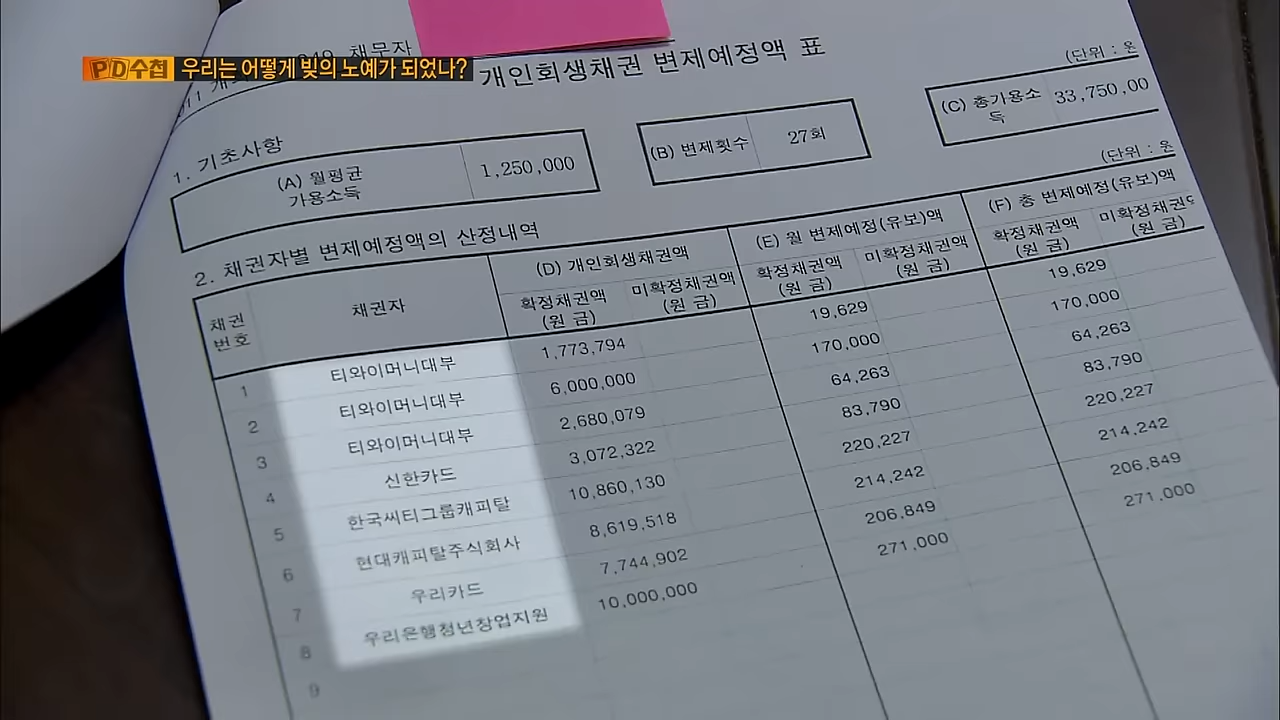 PD수첩 우리는 어떻게 빚의 노예가 되었나?
채무자
개인회생채권 변제예정액 표
(단위 : 원
1. 기초사항
(A) 월평균 가용소득 1,250,000 (B) 변제횟수 27회 (C) 총가용소득 33,750,00
(단위 : 원
2. 채권자별 변제예정액의 산정내역
채권번호 채권자 (D) 개인회생채권액 (E) 월 변제예정(유보)액 (F) 총 변제예정(유보)액
확정채권액 (원 금) 미확정채권액 (원 금) 확정채권액 (원 금) 미확정채권액 (원 금) 확정채권액 (원 금) 미확정채권액 (원 금)
1 티와이머니대부 1,773,794 19,629 19,629
2 티와이머니대부 6,000,000 170,000 170,000
3 티와이머니대부 2,680,079 64,263 64,263
4 신한카드 3,072,322 83,790 83,790
5 한국씨티그룹캐피탈 10,860,130 220,227 220,227
6 현대캐피탈주식회사 8,619,518 214,242 214,242
7 우리카드 7,744,902 206,849 206,849
8 우리은행청년창업지원 10,000,000 271,000 271,000
9